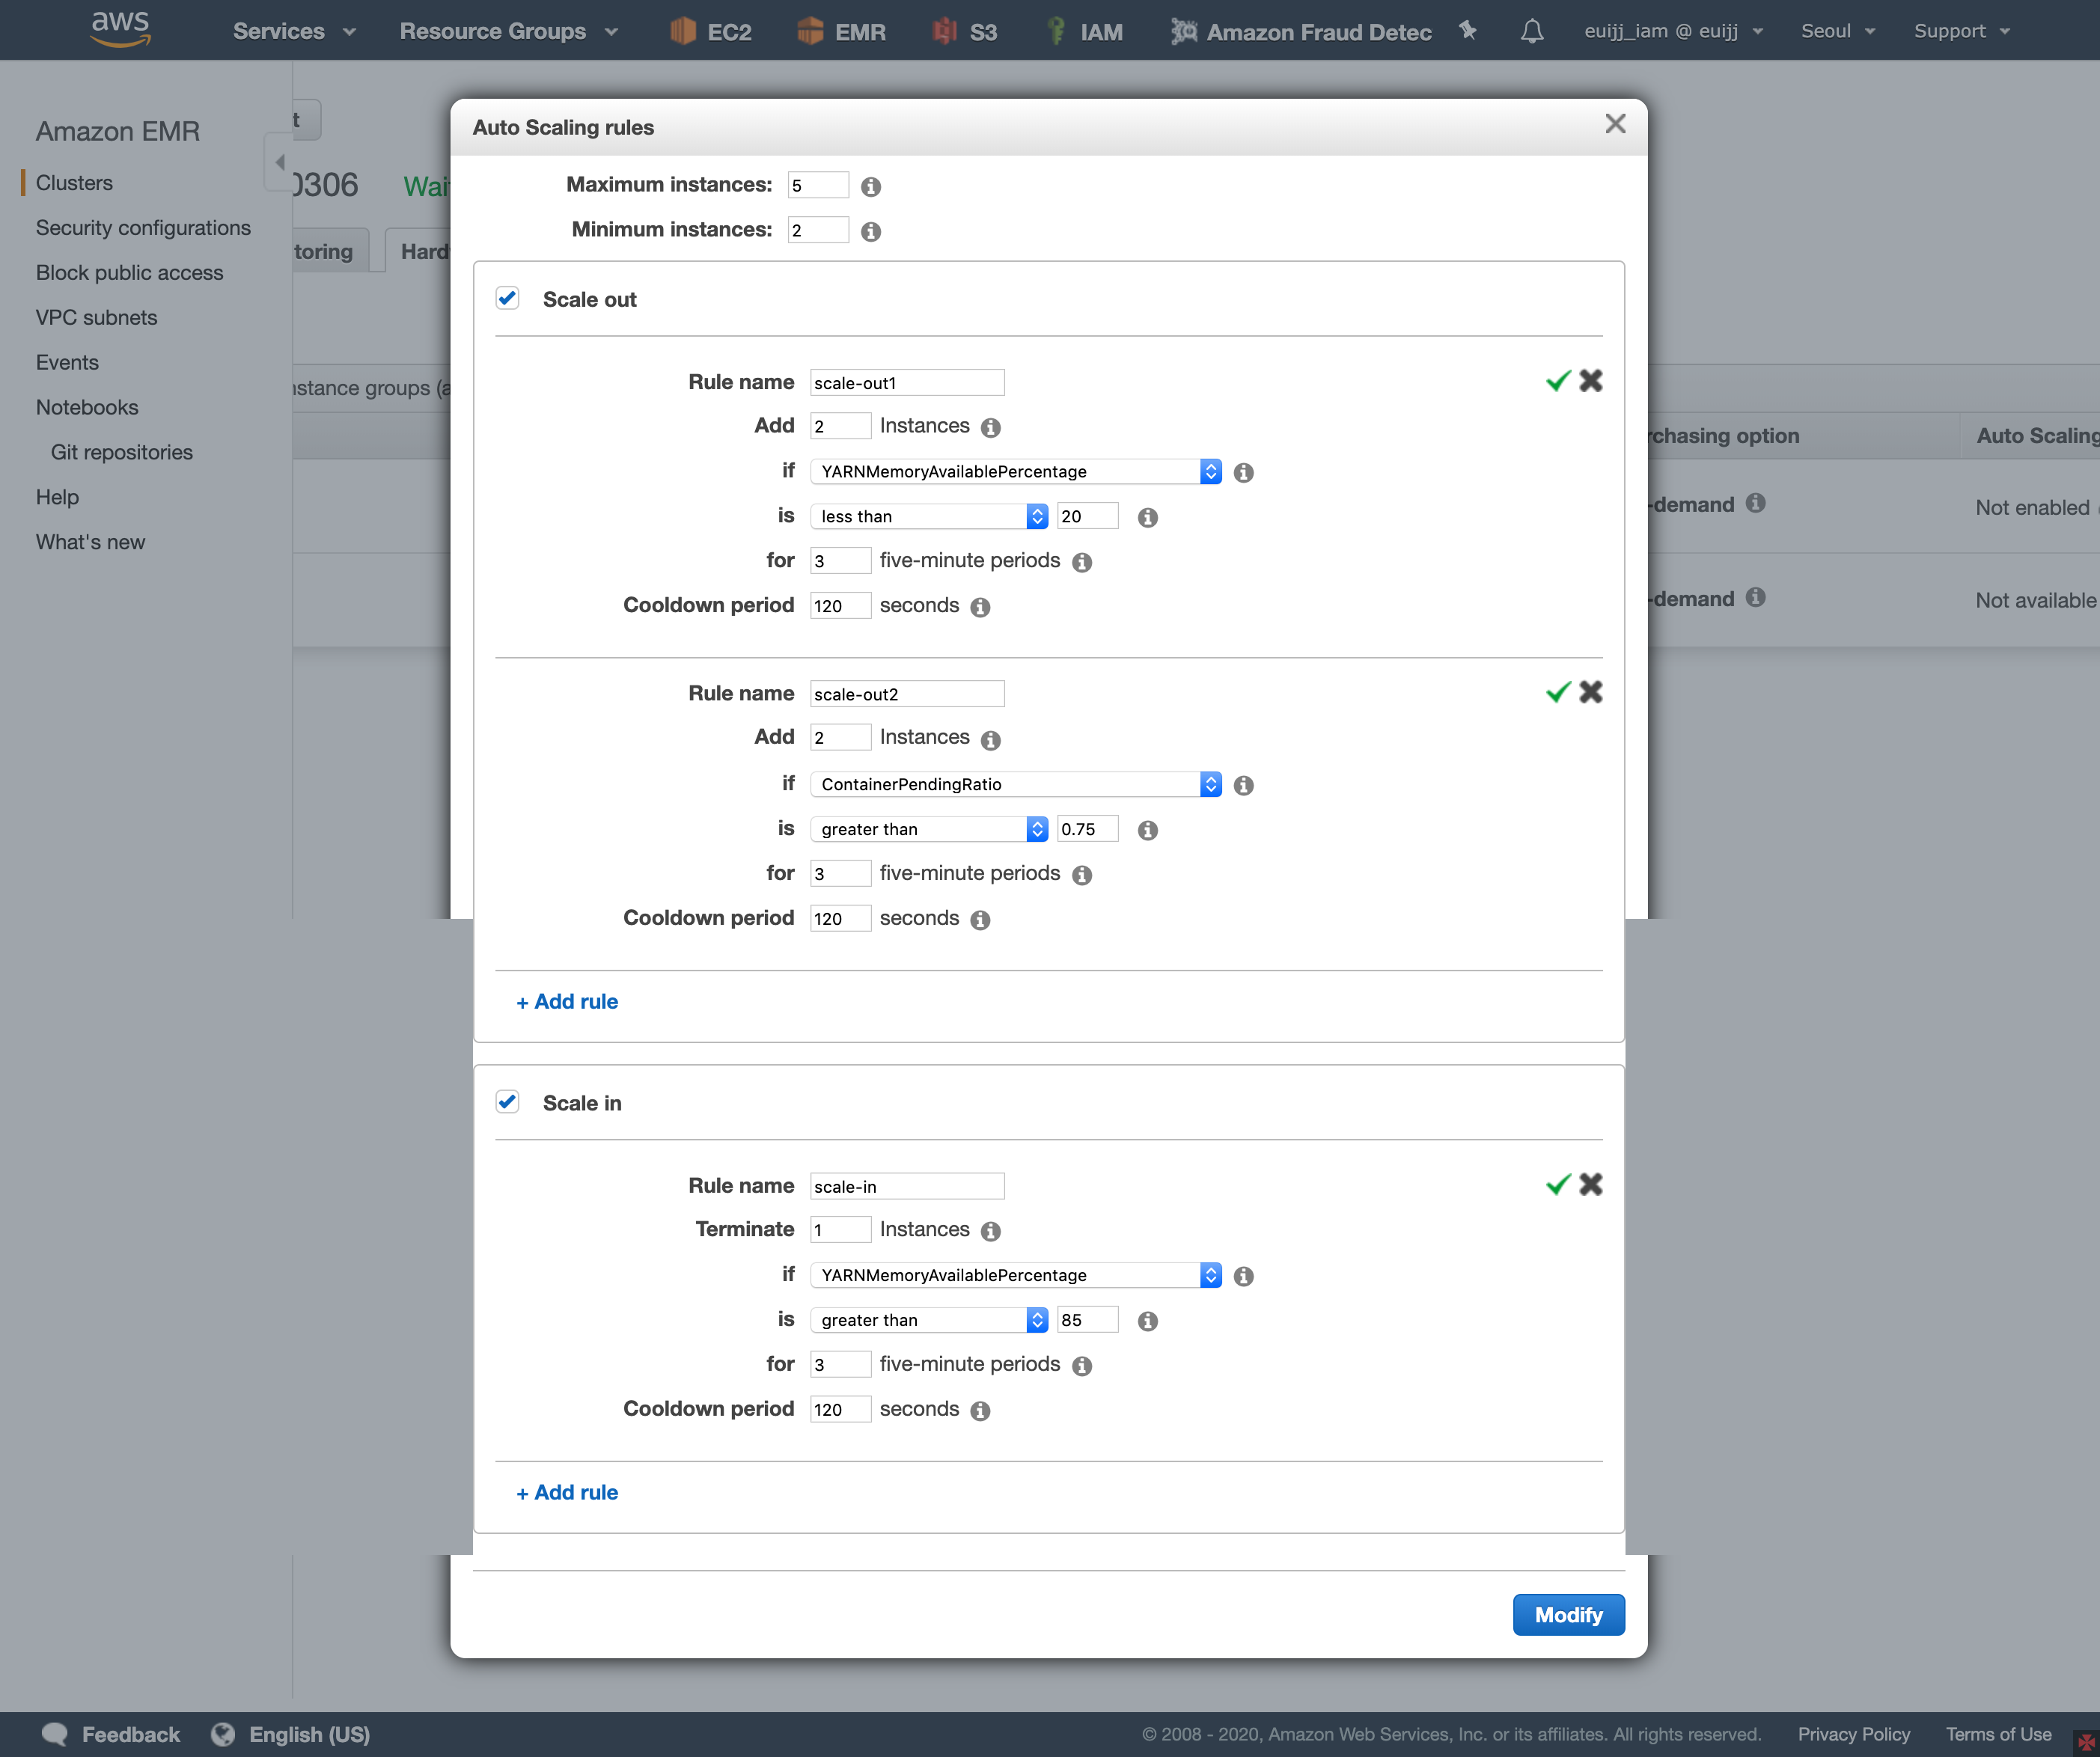 aws Services Resource Groups EC2 EMR S3 IAM Amazon Fraud Detec euijj_iam @ euijj Seoul Support
Amazon EMR
Clusters
Security configurations
Block public access
VPC subnets
Events
Notebooks
Git repositories
Help
What's new
t
0306 Wai
toring Hard
nstance groups (a
rchasing option Auto Scaling
-demand Not enabled
-demand Not available
Auto Scaling rules
Maximum instances: 5
Minimum instances: 2
Scale out
Rule name scale-out1
Add 2 Instances
if YARNMemoryAvailablePercentage
is less than 20
for 3 five-minute periods
Cooldown period 120 seconds
Rule name scale-out2
Add 2 Instances
if ContainerPendingRatio
is greater than 0.75
for 3 five-minute periods
Cooldown period 120 seconds
+ Add rule
Scale in
Rule name scale-in
Terminate 1 Instances
if YARNMemoryAvailablePercentage
is greater than 85
for 3 five-minute periods
Cooldown period 120 seconds
+ Add rule
Modify
Feedback English (US) © 2008 - 2020, Amazon Web Services, Inc. or its affiliates. All rights reserved. Privacy Policy Terms of Use